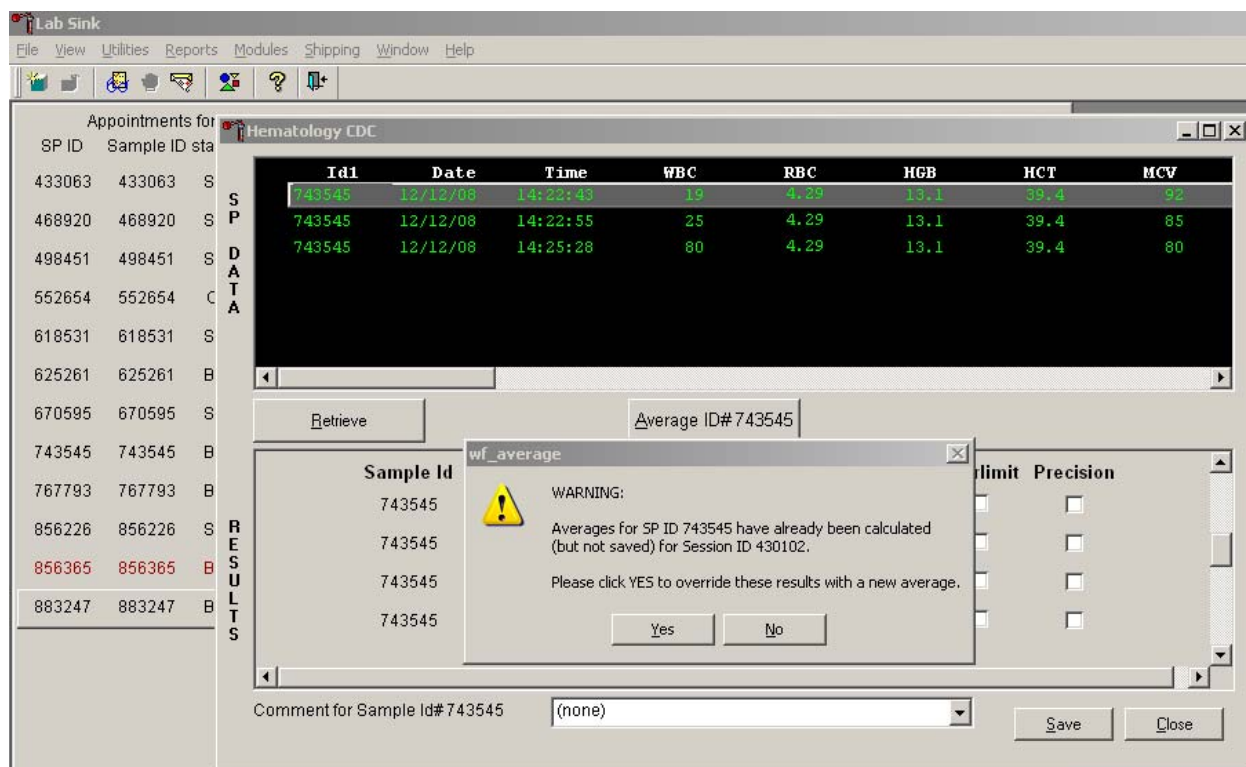 Lab Sink
File View Utilities Reports Modules Shipping Window Help
Appointments for
SP ID Sample ID sta
433063 433063 S
468920 468920 S
498451 498451 S
552654 552654 C
618531 618531 S
625261 625261 B
670595 670595 S
743545 743545 B
767793 767793 B
856226 856226 S
856365 856365 B
883247 883247 B
Hematology CDC
SP DATA
Id1 Date Time WBC RBC HGB HCT MCV
743545 12/12/08 14:22:43 19 4.29 13.1 39.4 92
743545 12/12/08 14:22:55 25 4.29 13.1 39.4 85
743545 12/12/08 14:25:28 80 4.29 13.1 39.4 80
Retrieve Average ID# 743545
RESULTS
Sample Id rlimit Precision
743545
743545
743545
743545
wf_average
WARNING:
Averages for SP ID 743545 have already been calculated
(but not saved) for Session ID 430102.
Please click YES to override these results with a new average.
Yes No
Comment for Sample Id# 743545 (none)
Save Close